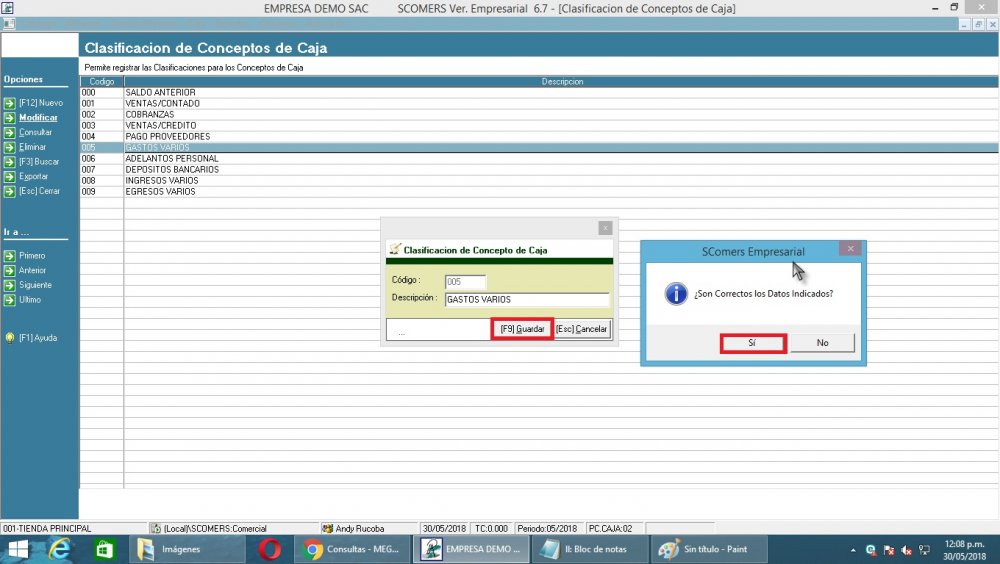 EMPRESA DEMO SAC SCOMERS Ver. Empresarial 6.7 - [Clasificacion de Conceptos de Caja]
Clasificacion de Conceptos de Caja
Permite registrar las Clasificaciones para los Conceptos de Caja
Opciones
[F12] Nuevo
Modificar
Consultar
Eliminar
[F3] Buscar
Exportar
[Esc] Cerrar
Ir a ...
Primero
Anterior
Siguiente
Ultimo
[F1] Ayuda
Codigo Descripcion
000 SALDO ANTERIOR
001 VENTAS/CONTADO
002 COBRANZAS
003 VENTAS/CREDITO
004 PAGO PROVEEDORES
005 GASTOS VARIOS
006 ADELANTOS PERSONAL
007 DEPOSITOS BANCARIOS
008 INGRESOS VARIOS
009 EGRESOS VARIOS
Clasificacion de Concepto de Caja
Código : 005
Descripción : GASTOS VARIOS
... [F9] Guardar [Esc] Cancelar
SComers Empresarial
¿Son Correctos los Datos Indicados?
Sí No
001-TIENDA PRINCIPAL (Local)\SCOMERS:Comercial Andy Rucoba 30/05/2018 TC:0.000 Periodo:05/2018 PC.CAJA:02
Imágenes Consultas - MEG... EMPRESA DEMO ... II: Bloc de notas Sin título - Paint
12:08 p.m.
30/05/2018